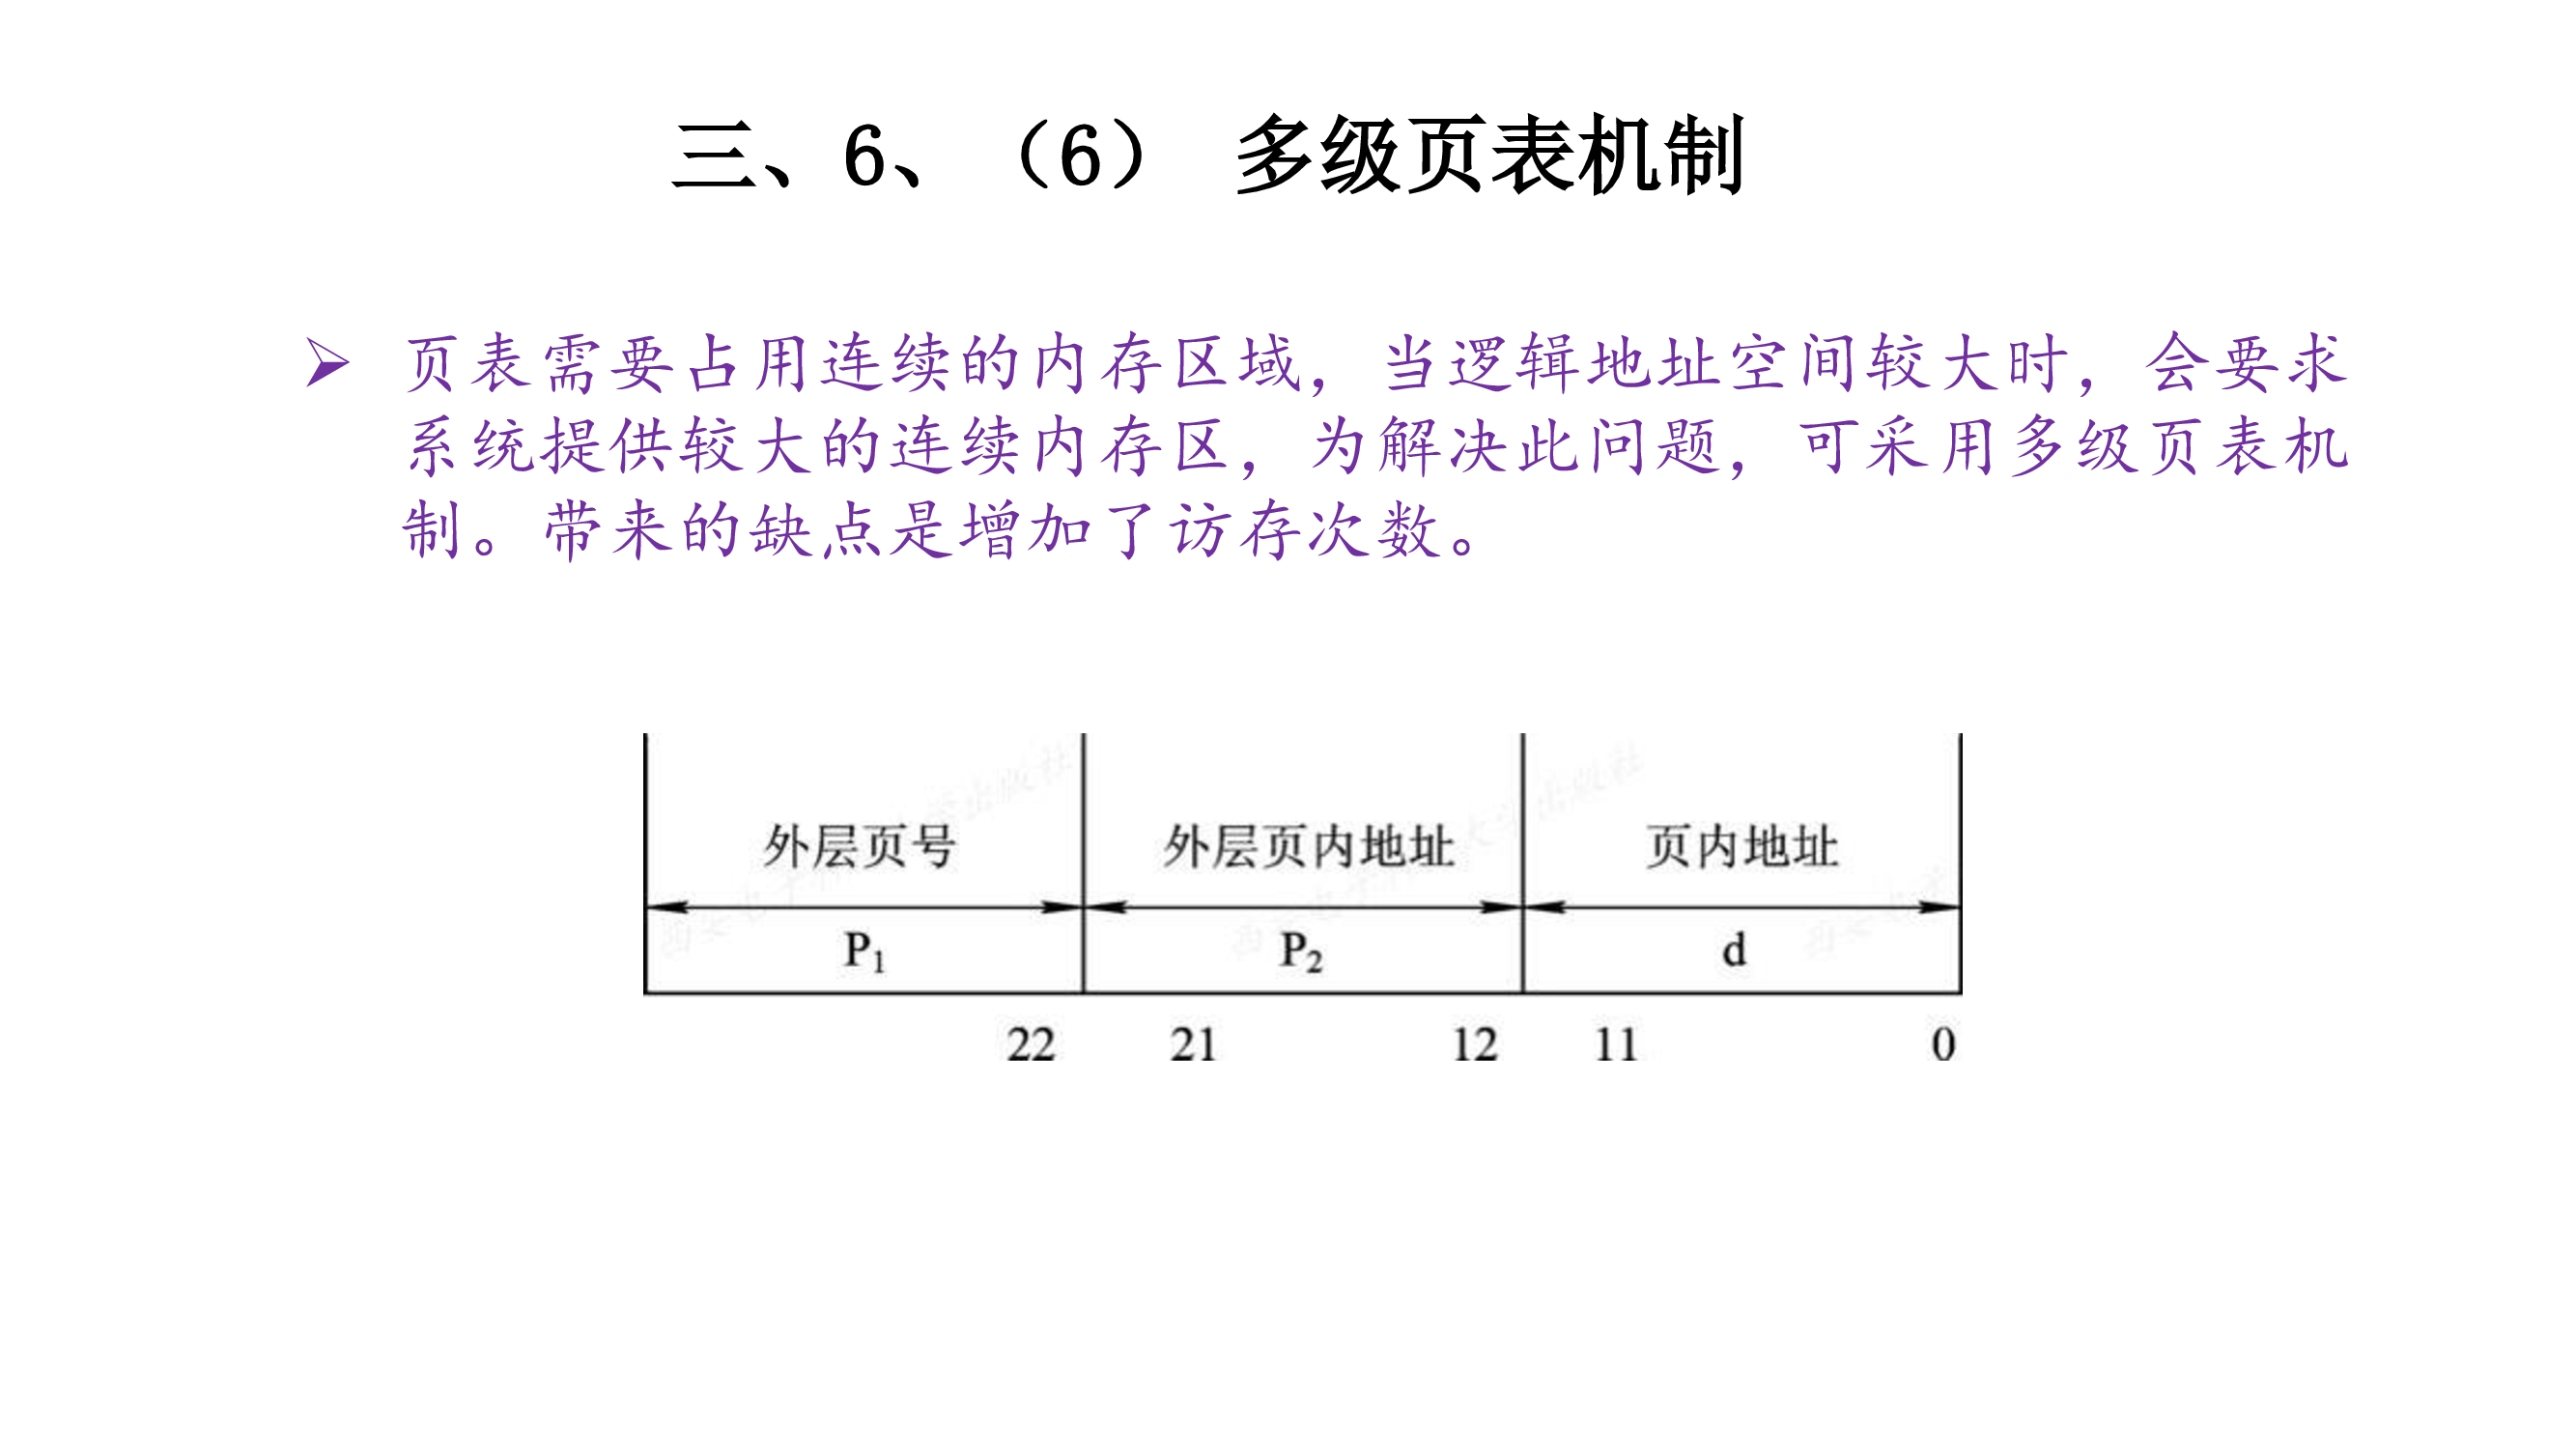 三、6、（6） 多级页表机制
页表需要占用连续的内存区域，当逻辑地址空间较大时，会要求
系统提供较大的连续内存区，为解决此问题，可采用多级页表机
制。带来的缺点是增加了访存次数。
外层页号 外层页内地址 页内地址
P₁ P₂ d
22 21 12 11 0